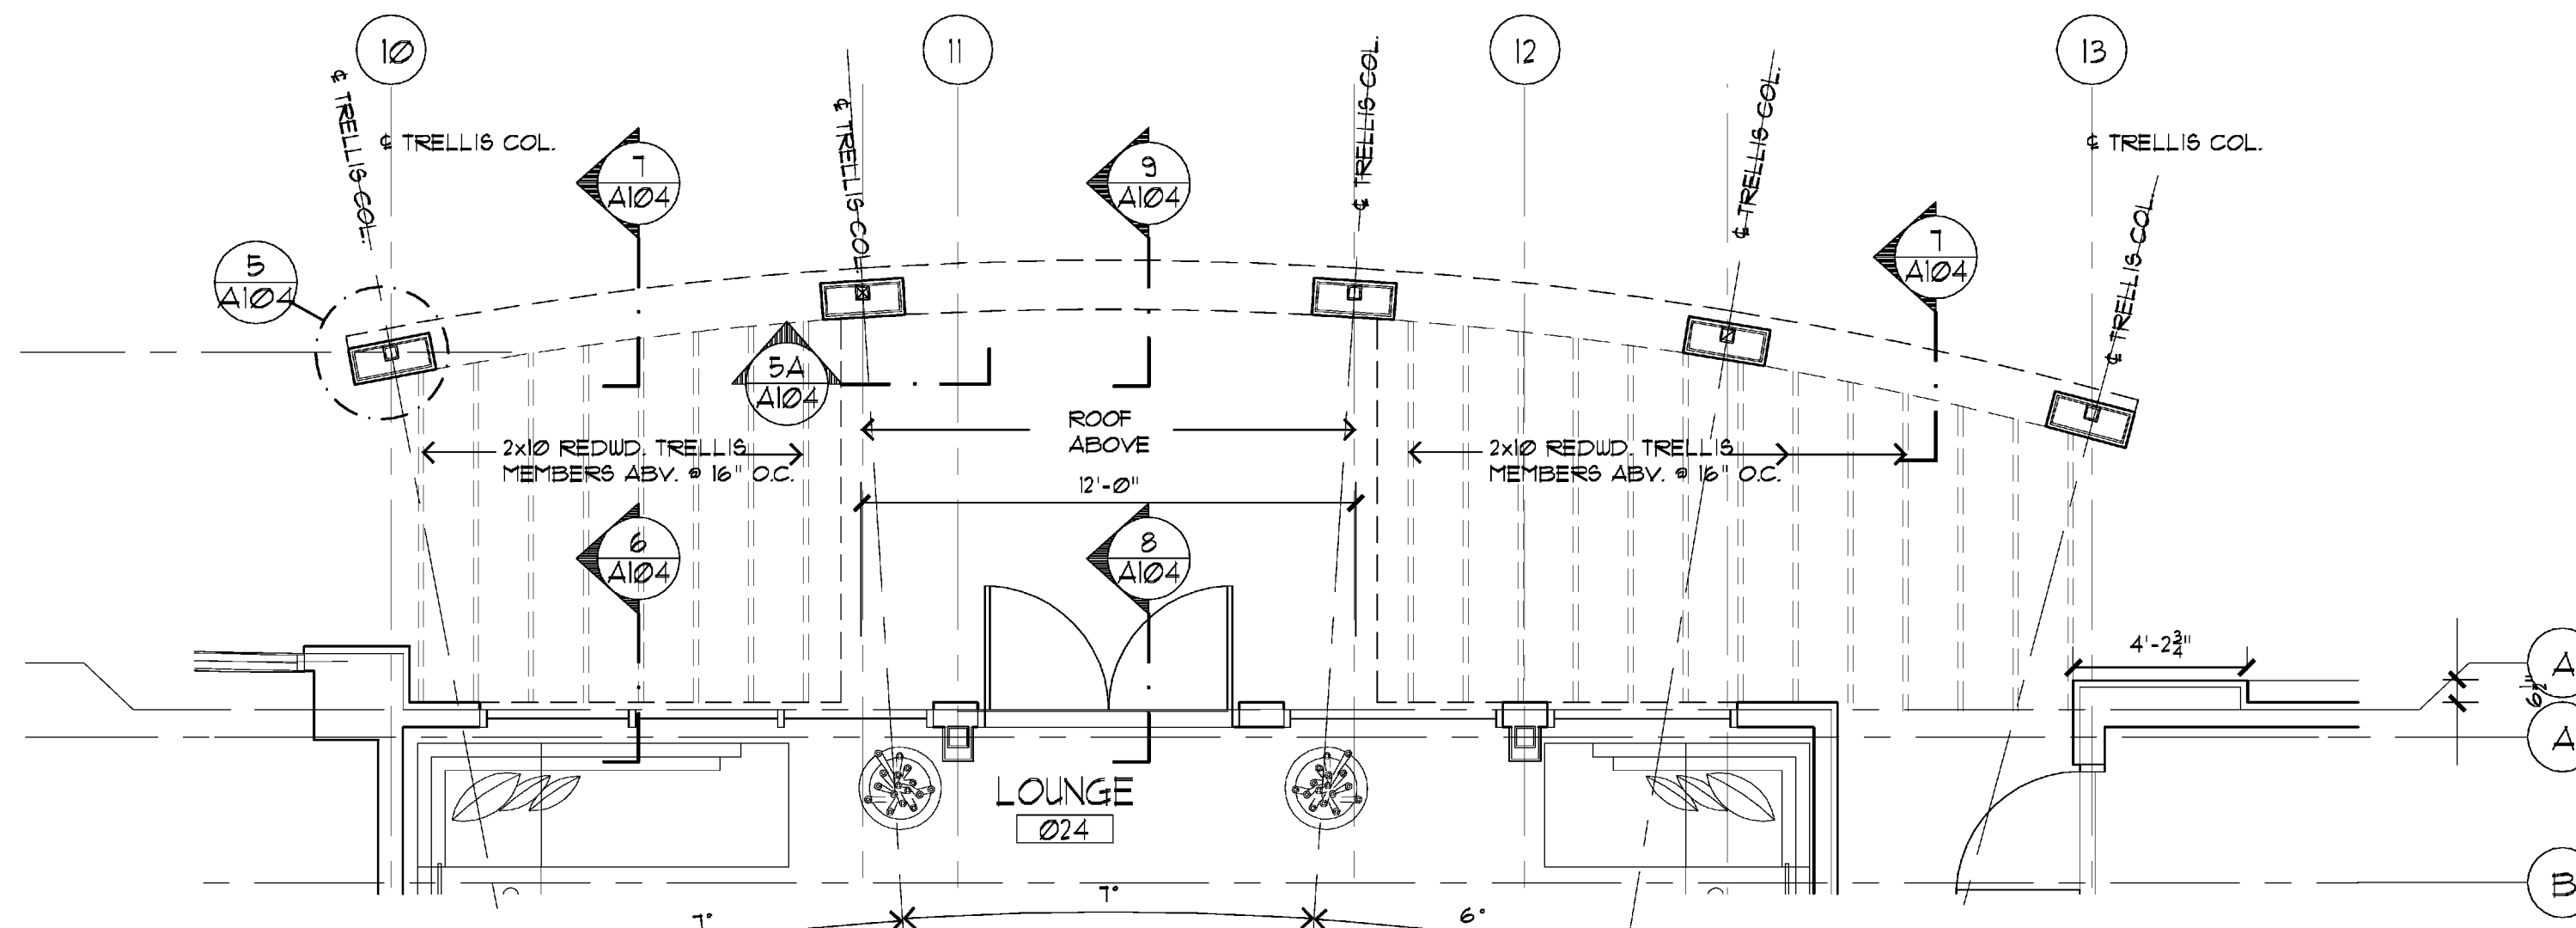 10
11
12
13
℄ TRELLIS COL.
℄ TRELLIS COL.
℄ TRELLIS COL.
℄ TRELLIS COL.
℄ TRELLIS COL.
℄ TRELLIS COL.
℄ TRELLIS COL.
7
A104
9
A104
7
A104
5
A104
5A
A104
ROOF
ABOVE
2x10 REDWD. TRELLIS
MEMBERS ABV. @ 16" O.C.
2x10 REDWD. TRELLIS
MEMBERS ABV. @ 16" O.C.
12'-0"
6
A104
8
A104
4'-2¾"
6½"
A
A
B
LOUNGE
024
7°
7°
6°